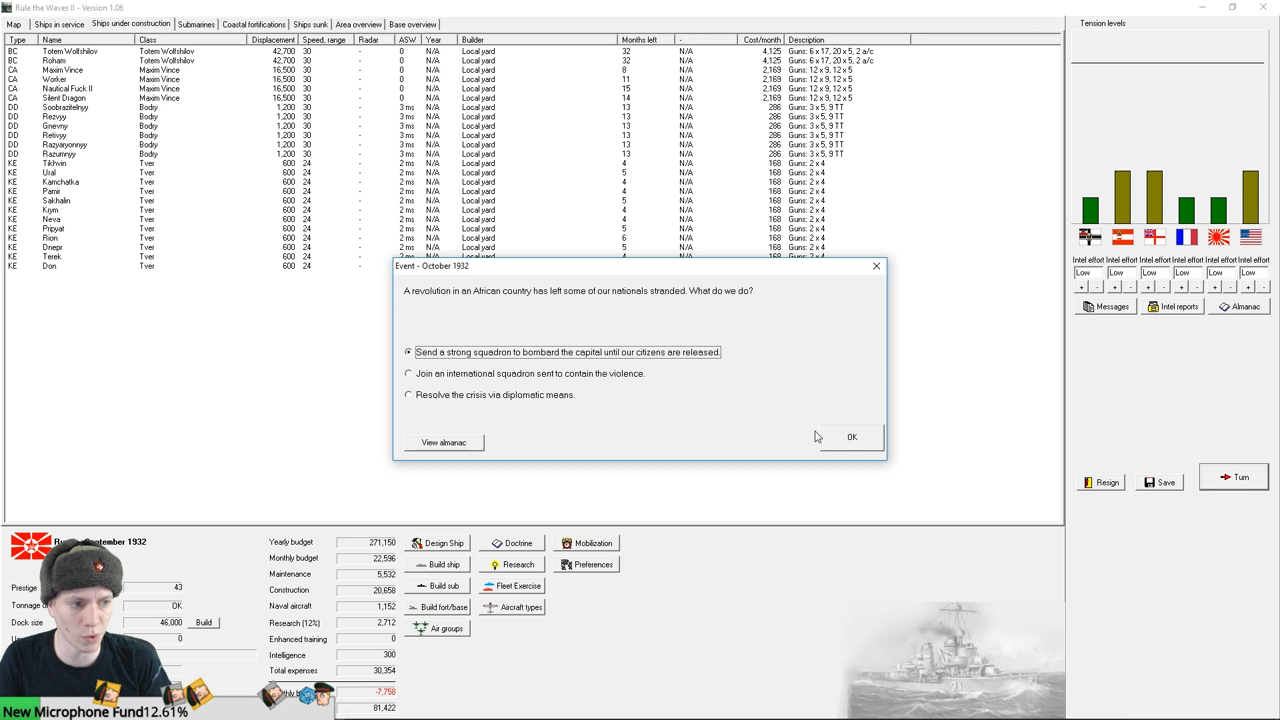 Rule the Waves II - Version 1.06
Map Ships in service Ships under construction Submarines Coastal fortifications Ships sunk Area overview Base overview
Type Name Class Displacement Speed, range Radar ASW Year Builder Months left - Cost/month Description
BC Totem Wolfshilov Totem Wolfshilov 42,700 30 - 0 N/A Local yard 32 N/A 4,125 Guns: 6 x 17, 20 x 5, 2 a/c
BC Roham Totem Wolfshilov 42,700 30 - 0 N/A Local yard 32 N/A 4,125 Guns: 6 x 17, 20 x 5, 2 a/c
CA Maxim Vince Maxim Vince 16,500 30 - 0 N/A Local yard 8 N/A 2,169 Guns: 12 x 9, 12 x 5
CA Worker Maxim Vince 16,500 30 - 0 N/A Local yard 11 N/A 2,169 Guns: 12 x 9, 12 x 5
CA Nautical Fuck II Maxim Vince 16,500 30 - 0 N/A Local yard 15 N/A 2,169 Guns: 12 x 9, 12 x 5
CA Silent Dragon Maxim Vince 16,500 30 - 0 N/A Local yard 14 N/A 2,169 Guns: 12 x 9, 12 x 5
DD Soobrazitelnyy Body 1,200 30 - 3 ms N/A Local yard 13 N/A 286 Guns: 3 x 5, 9 TT
DD Rezvyj Body 1,200 30 - 3 ms N/A Local yard 13 N/A 286 Guns: 3 x 5, 9 TT
DD Gnevny Body 1,200 30 - 3 ms N/A Local yard 13 N/A 286 Guns: 3 x 5, 9 TT
DD Retivyj Body 1,200 30 - 3 ms N/A Local yard 13 N/A 286 Guns: 3 x 5, 9 TT
DD Razyaryonnyy Body 1,200 30 - 3 ms N/A Local yard 13 N/A 286 Guns: 3 x 5, 9 TT
DD Razumnyy Body 1,200 30 - 3 ms N/A Local yard 13 N/A 286 Guns: 3 x 5, 9 TT
KE Tikhvin Tver 600 24 - 2 ms N/A Local yard 4 N/A 168 Guns: 2 x 4
KE Ural Tver 600 24 - 2 ms N/A Local yard 5 N/A 168 Guns: 2 x 4
KE Kamchatka Tver 600 24 - 2 ms N/A Local yard 4 N/A 168 Guns: 2 x 4
KE Pamir Tver 600 24 - 2 ms N/A Local yard 4 N/A 168 Guns: 2 x 4
KE Sakhalin Tver 600 24 - 2 ms N/A Local yard 5 N/A 168 Guns: 2 x 4
KE Krym Tver 600 24 - 2 ms N/A Local yard 4 N/A 168 Guns: 2 x 4
KE Neva Tver 600 24 - 2 ms N/A Local yard 4 N/A 168 Guns: 2 x 4
KE Pripyat Tver 600 24 - 2 ms N/A Local yard 5 N/A 168 Guns: 2 x 4
KE Rion Tver 600 24 - 2 ms N/A Local yard 6 N/A 168 Guns: 2 x 4
KE Dnepr Tver 600 24 - 2 ms N/A Local yard 5 N/A 168 Guns: 2 x 4
KE Terek Tver 600 24 - 2 ms N/A Local yard 4 N/A 168 Guns: 2 x 4
KE Don Tver 600 24
Event - October 1932
A revolution in an African country has left some of our nationals stranded. What do we do?
Send a strong squadron to bombard the capital until our citizens are released.
Join an international squadron sent to contain the violence.
Resolve the crisis via diplomatic means.
View almanac
OK
Tension levels
Intel effort Intel effort Intel effort Intel effort Intel effort Intel effort
Low Low Low Low Low Low
+ - + - + - + - + - + -
Messages Intel reports Almanac
Resign Save Turn
1932
Prestige 43
Tonnage OK
Dock size 46,000 Build
0
Yearly budget 271,150
Monthly budget 22,596
Maintenance 5,532
Construction 20,658
Naval aircraft 1,152
Research (12%) 2,712
Enhanced training 0
Intelligence 300
Total expenses 30,354
-7,758
81,422
Design Ship Doctrine Mobilization
Build ship Research Preferences
Build sub Fleet Exercise
Build fort/base Aircraft types
Air groups
New Microphone Fund12.61%